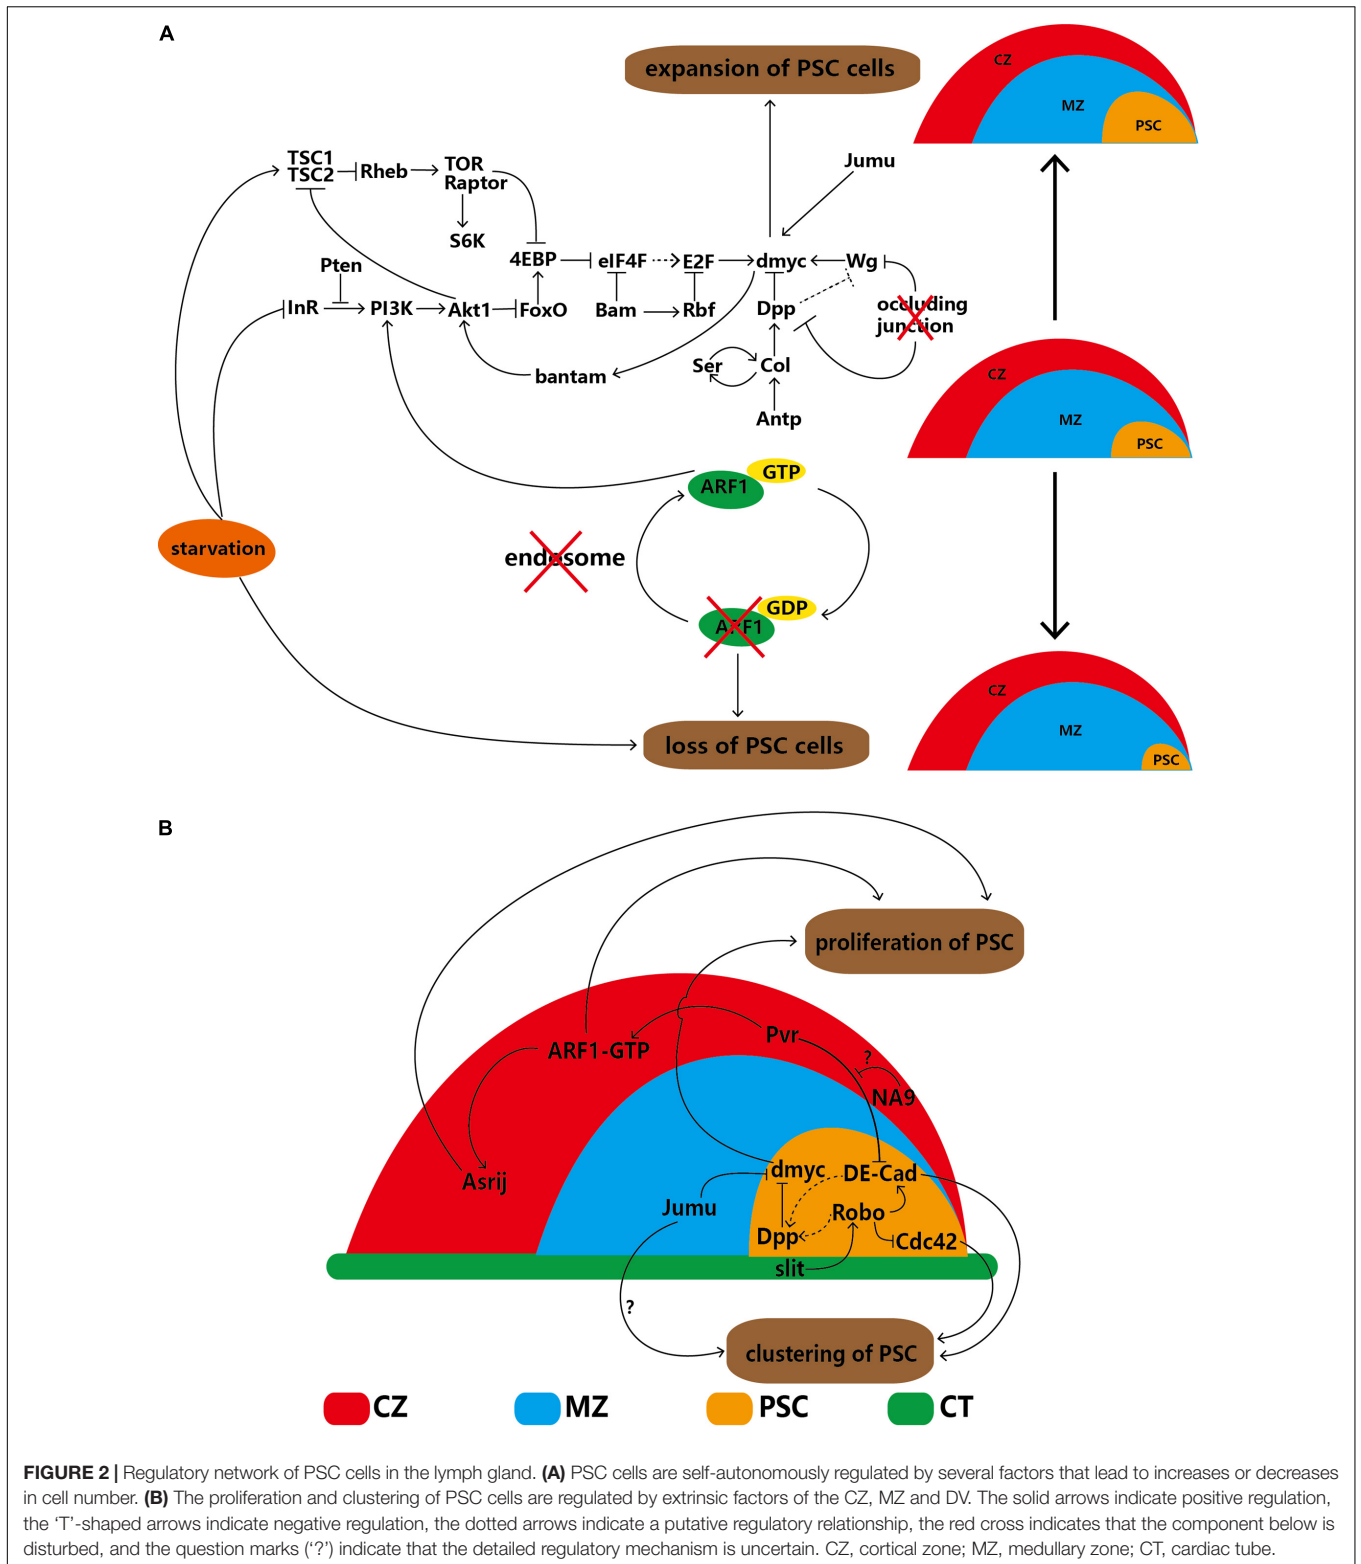 A
expansion of PSC cells
CZ
MZ
PSC
TSC1
TSC2
Rheb
TOR
Raptor
Jumu
S6K
4EBP
eIF4F
E2F
dmyc
Wg
Pten
InR
PI3K
Akt1
FoxO
Bam
Rbf
Dpp
occluding
junction
bantam
Ser
Col
Antp
CZ
MZ
PSC
ARF1
GTP
starvation
endosome
ARF1
GDP
loss of PSC cells
CZ
MZ
PSC
B
proliferation of PSC
Pvr
ARF1-GTP
?
NA9
Asrij
dmyc
DE-Cad
Jumu
Robo
Dpp
Cdc42
slit
?
clustering of PSC
CZ
MZ
PSC
CT
FIGURE 2 | Regulatory network of PSC cells in the lymph gland. (A) PSC cells are self-autonomously regulated by several factors that lead to increases or decreases
in cell number. (B) The proliferation and clustering of PSC cells are regulated by extrinsic factors of the CZ, MZ and DV. The solid arrows indicate positive regulation,
the ‘T’-shaped arrows indicate negative regulation, the dotted arrows indicate a putative regulatory relationship, the red cross indicates that the component below is
disturbed, and the question marks (‘?’) indicate that the detailed regulatory mechanism is uncertain. CZ, cortical zone; MZ, medullary zone; CT, cardiac tube.